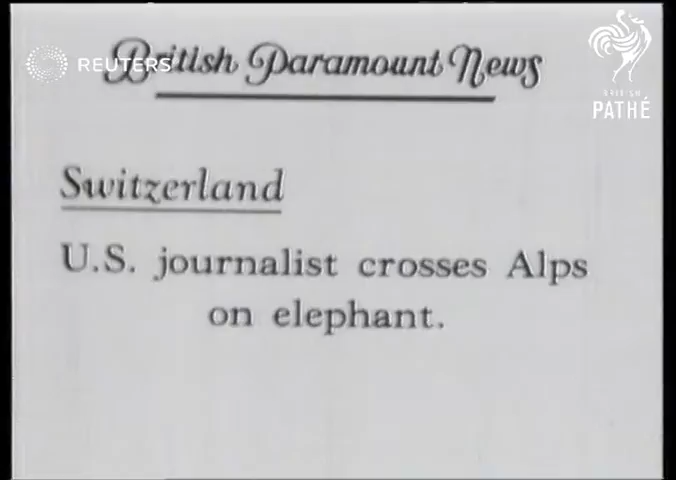 British Paramount News
REUTERS
BRITISH
PATHÉ
Switzerland
U.S. journalist crosses Alps
on elephant.